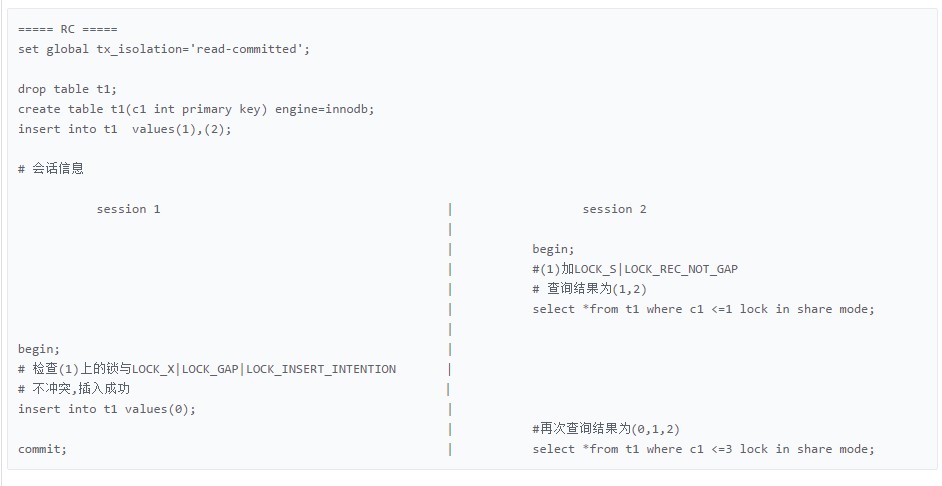 ===== RC =====
set global tx_isolation='read-committed';
drop table t1;
create table t1(c1 int primary key) engine=innodb;
insert into t1  values(1),(2);
# 会话信息
session 1 | session 2
|
| begin;
| #(1)加LOCK_S|LOCK_REC_NOT_GAP
| # 查询结果为(1,2)
| select *from t1 where c1 <=1 lock in share mode;
|
begin; |
# 检查(1)上的锁与LOCK_X|LOCK_GAP|LOCK_INSERT_INTENTION |
# 不冲突,插入成功 |
insert into t1 values(0); |
| #再次查询结果为(0,1,2)
commit; | select *from t1 where c1 <=3 lock in share mode;